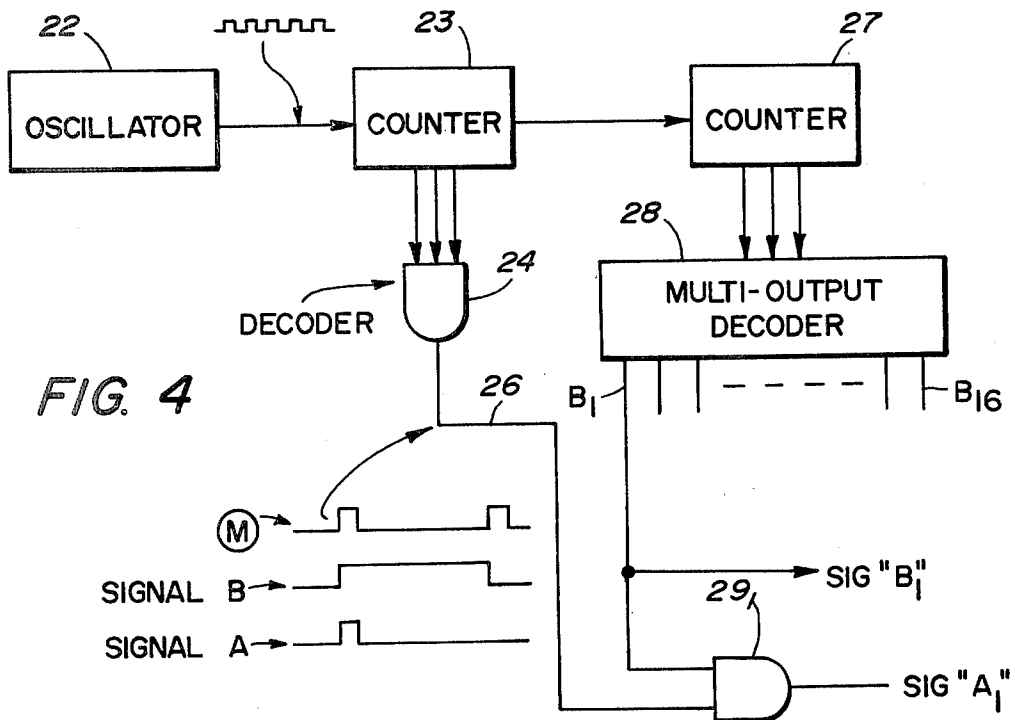 22
23
27
OSCILLATOR
COUNTER
COUNTER
24
28
DECODER
MULTI-OUTPUT
DECODER
FIG. 4
26
B1
B16
M
SIGNAL B
SIG "B1"
29
SIGNAL A
SIG "A1"